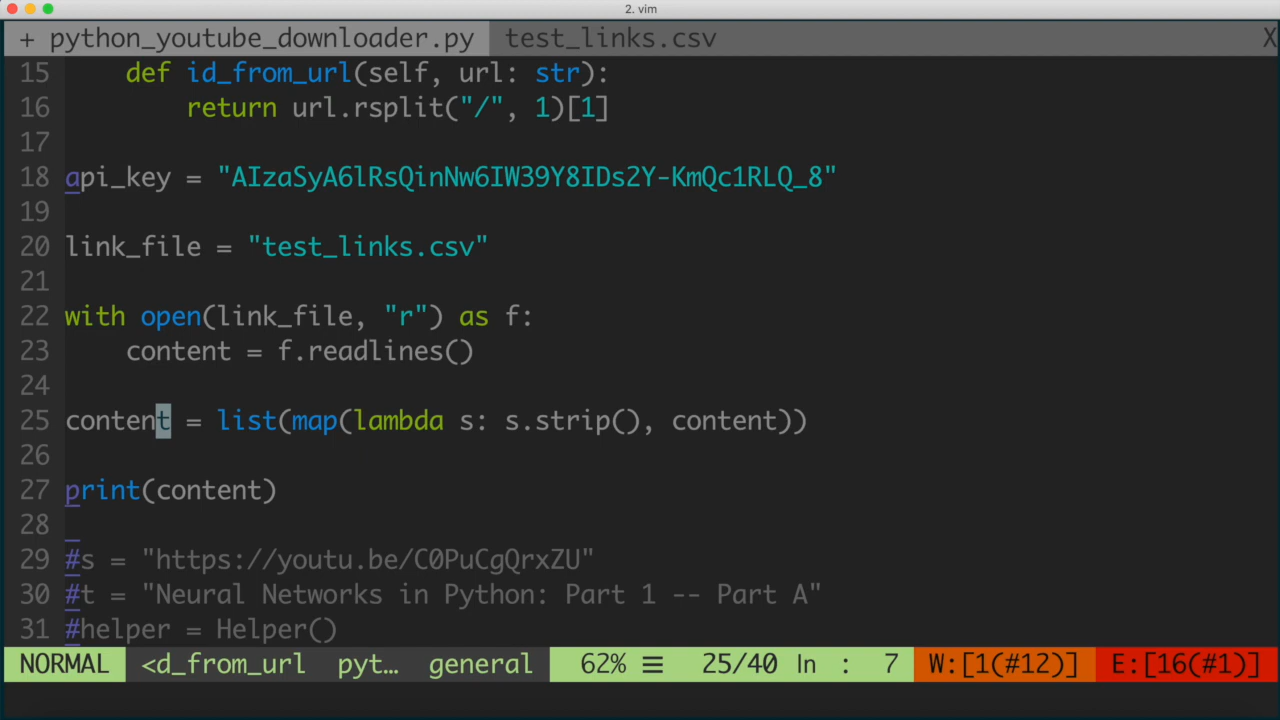 2. vim
+ python_youtube_downloader.py test_links.csv X
15 def id_from_url(self, url: str):
16 return url.rsplit("/", 1)[1]
17
18 api_key = "AIzaSyA6lRsQinNw6IW39Y8IDs2Y-KmQc1RLQ_8"
19
20 link_file = "test_links.csv"
21
22 with open(link_file, "r") as f:
23 content = f.readlines()
24
25 content = list(map(lambda s: s.strip(), content))
26
27 print(content)
28
29 #s = "https://youtu.be/C0PuCgQrxZU"
30 #t = "Neural Networks in Python: Part 1 -- Part A"
31 #helper = Helper()
NORMAL <d_from_url pyt… general 62% ☰ 25/40 ln : 7 W:[1(#12)] E:[16(#1)]